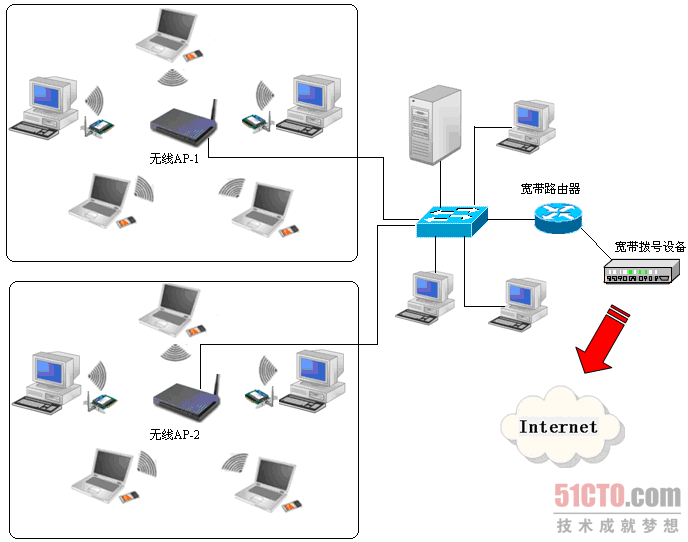 无线AP-1
宽带路由器
宽带拨号设备
无线AP-2
Internet
51CTO.com
技术成就梦想